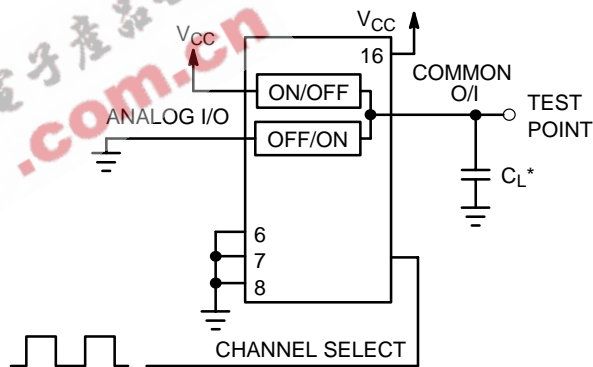 VCC
VCC
16
ON/OFF
COMMON
O/I
TEST
POINT
ANALOG I/O
OFF/ON
CL*
6
7
8
CHANNEL SELECT
.com.cn